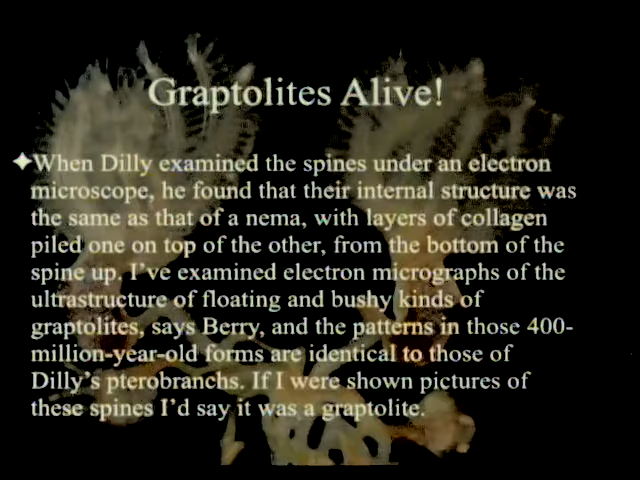 Graptolites Alive!
When Dilly examined the spines under an electron
microscope, he found that their internal structure was
the same as that of a nema, with layers of collagen
piled one on top of the other, from the bottom of the
spine up. I've examined electron micrographs of the
ultrastructure of floating and bushy kinds of
graptolites, says Berry, and the patterns in those 400-
million-year-old forms are identical to those of
Dilly's pterobranchs. If I were shown pictures of
these spines I'd say it was a graptolite.